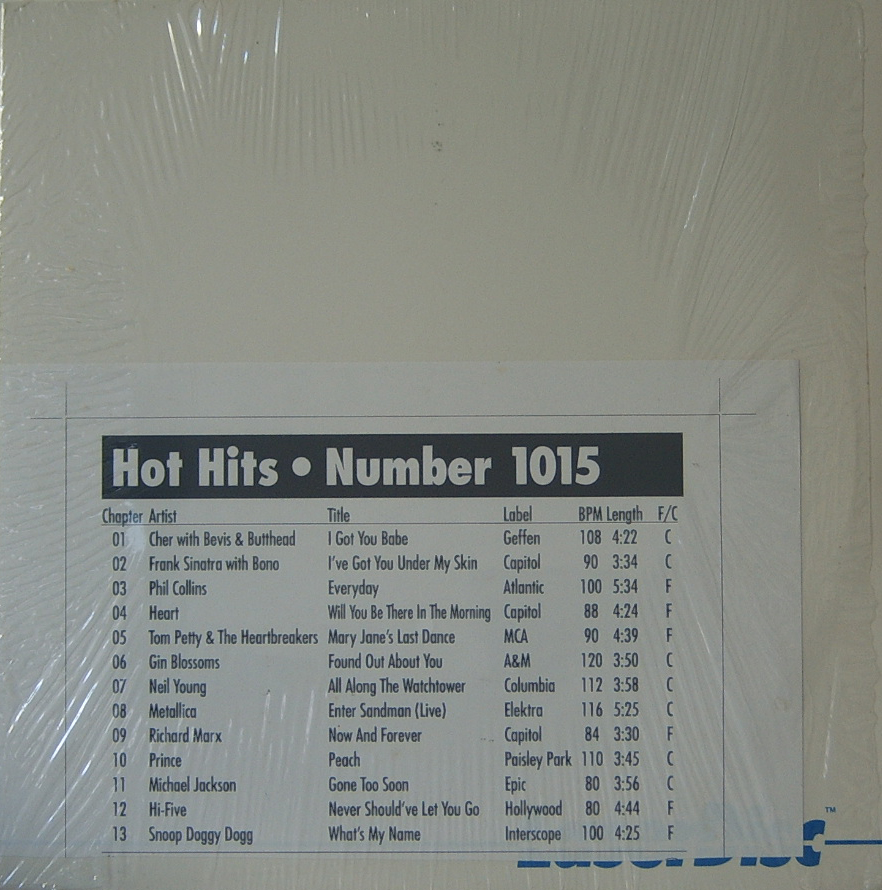 Hot Hits • Number 1015
Chapter Artist Title Label BPM Length F/C
01 Cher with Bevis & Butthead I Got You Babe Geffen 108 4:22 C
02 Frank Sinatra with Bono I've Got You Under My Skin Capitol 90 3:34 C
03 Phil Collins Everyday Atlantic 100 5:34 F
04 Heart Will You Be There In The Morning Capitol 88 4:24 F
05 Tom Petty & The Heartbreakers Mary Jane's Last Dance MCA 90 4:39 F
06 Gin Blossoms Found Out About You A&M 120 3:50 C
07 Neil Young All Along The Watchtower Columbia 112 3:58 C
08 Metallica Enter Sandman (Live) Elektra 116 5:25 C
09 Richard Marx Now And Forever Capitol 84 3:30 F
10 Prince Peach Paisley Park 110 3:45 C
11 Michael Jackson Gone Too Soon Epic 80 3:56 C
12 Hi-Five Never Should've Let You Go Hollywood 80 4:44 F
13 Snoop Doggy Dogg What's My Name Interscope 100 4:25 F
LaserDisc™